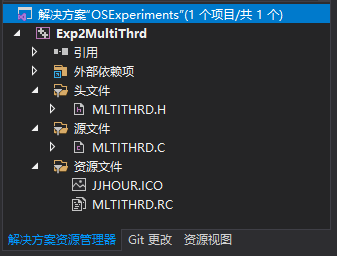 解决方案"OSExperiments"(1 个项目/共 1 个)
Exp2MultiThrd
引用
外部依赖项
头文件
MLTITHRD.H
源文件
MLTITHRD.C
资源文件
JJHOUR.ICO
MLTITHRD.RC
解决方案资源管理器 Git 更改 资源视图